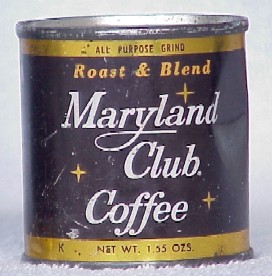 ALL PURPOSE GRIND
Roast & Blend
Maryland
Club.
Coffee
K NET WT. 1.55 OZS.